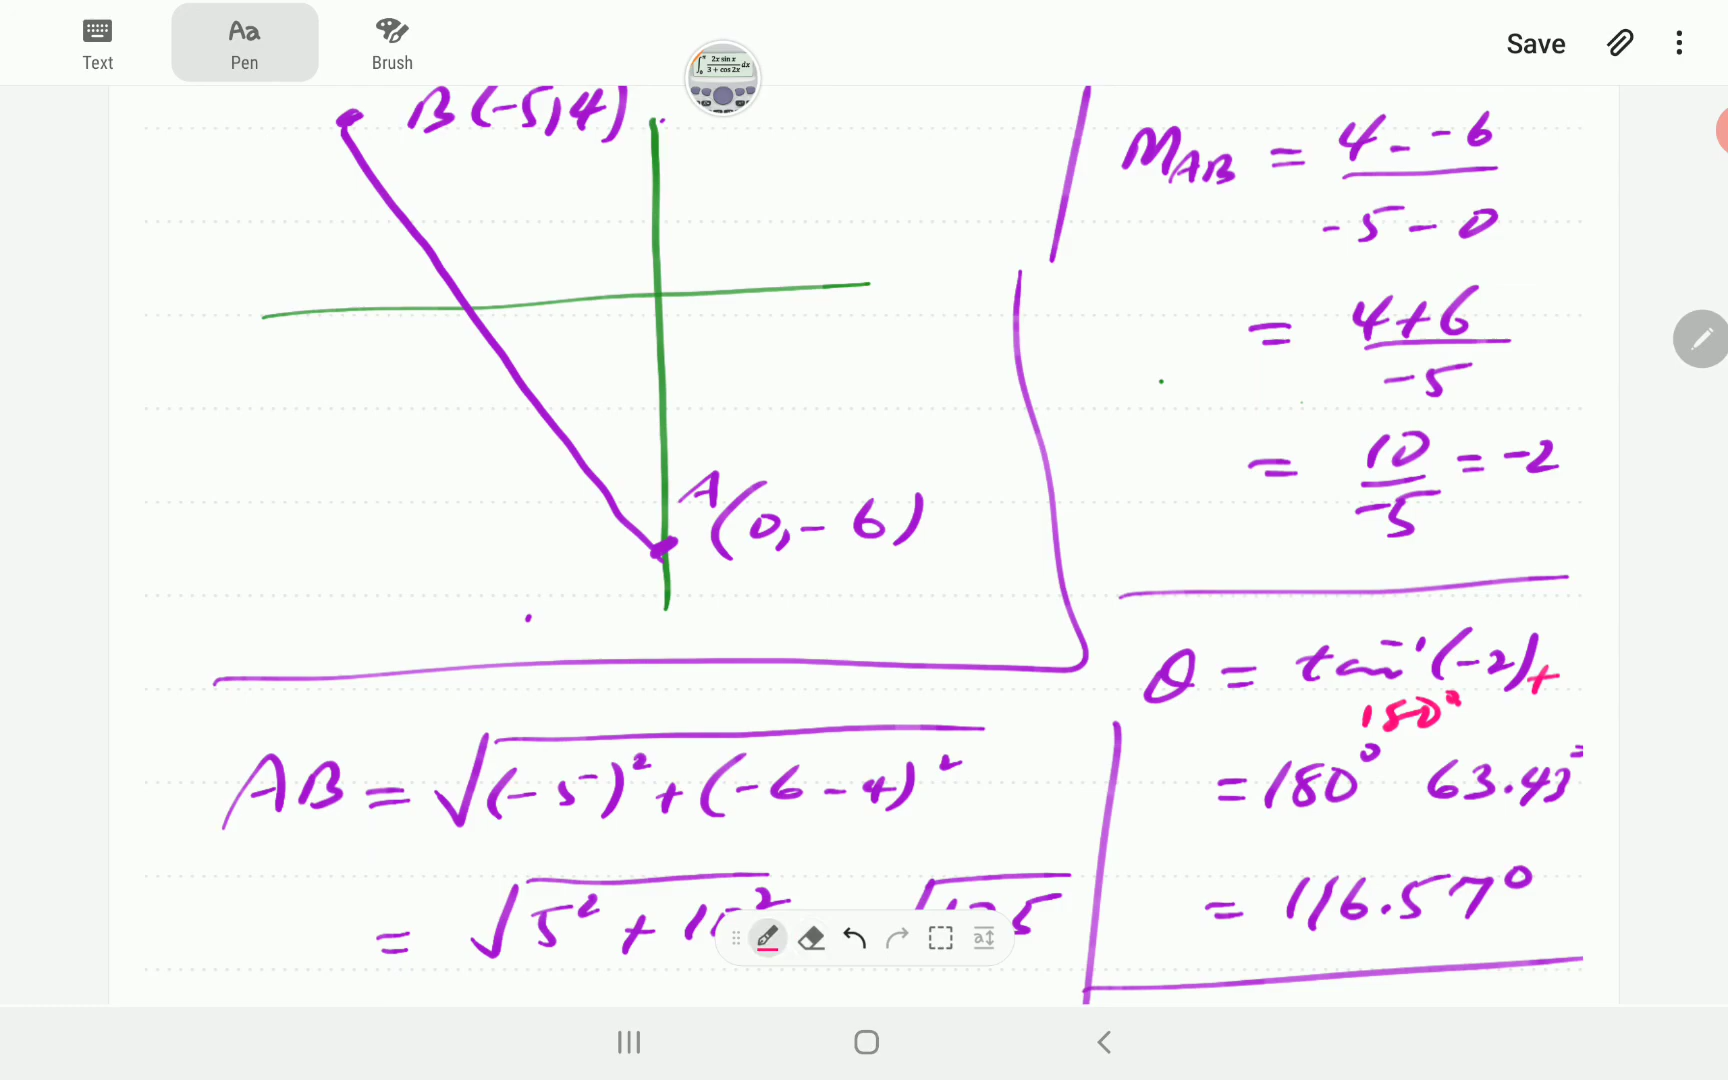 Text
Aa
Pen
Brush
Save
B(-5,4)
A(0,-6)
M_AB = (4 - -6)/(-5-0)
= (4+6)/(-5)
= 10/(-5) = -2
θ = tan⁻¹(-2)+
180°
= 180° 63.43
= 116.57°
AB = √((-5)² + (-6-4)²)
= √(5² +